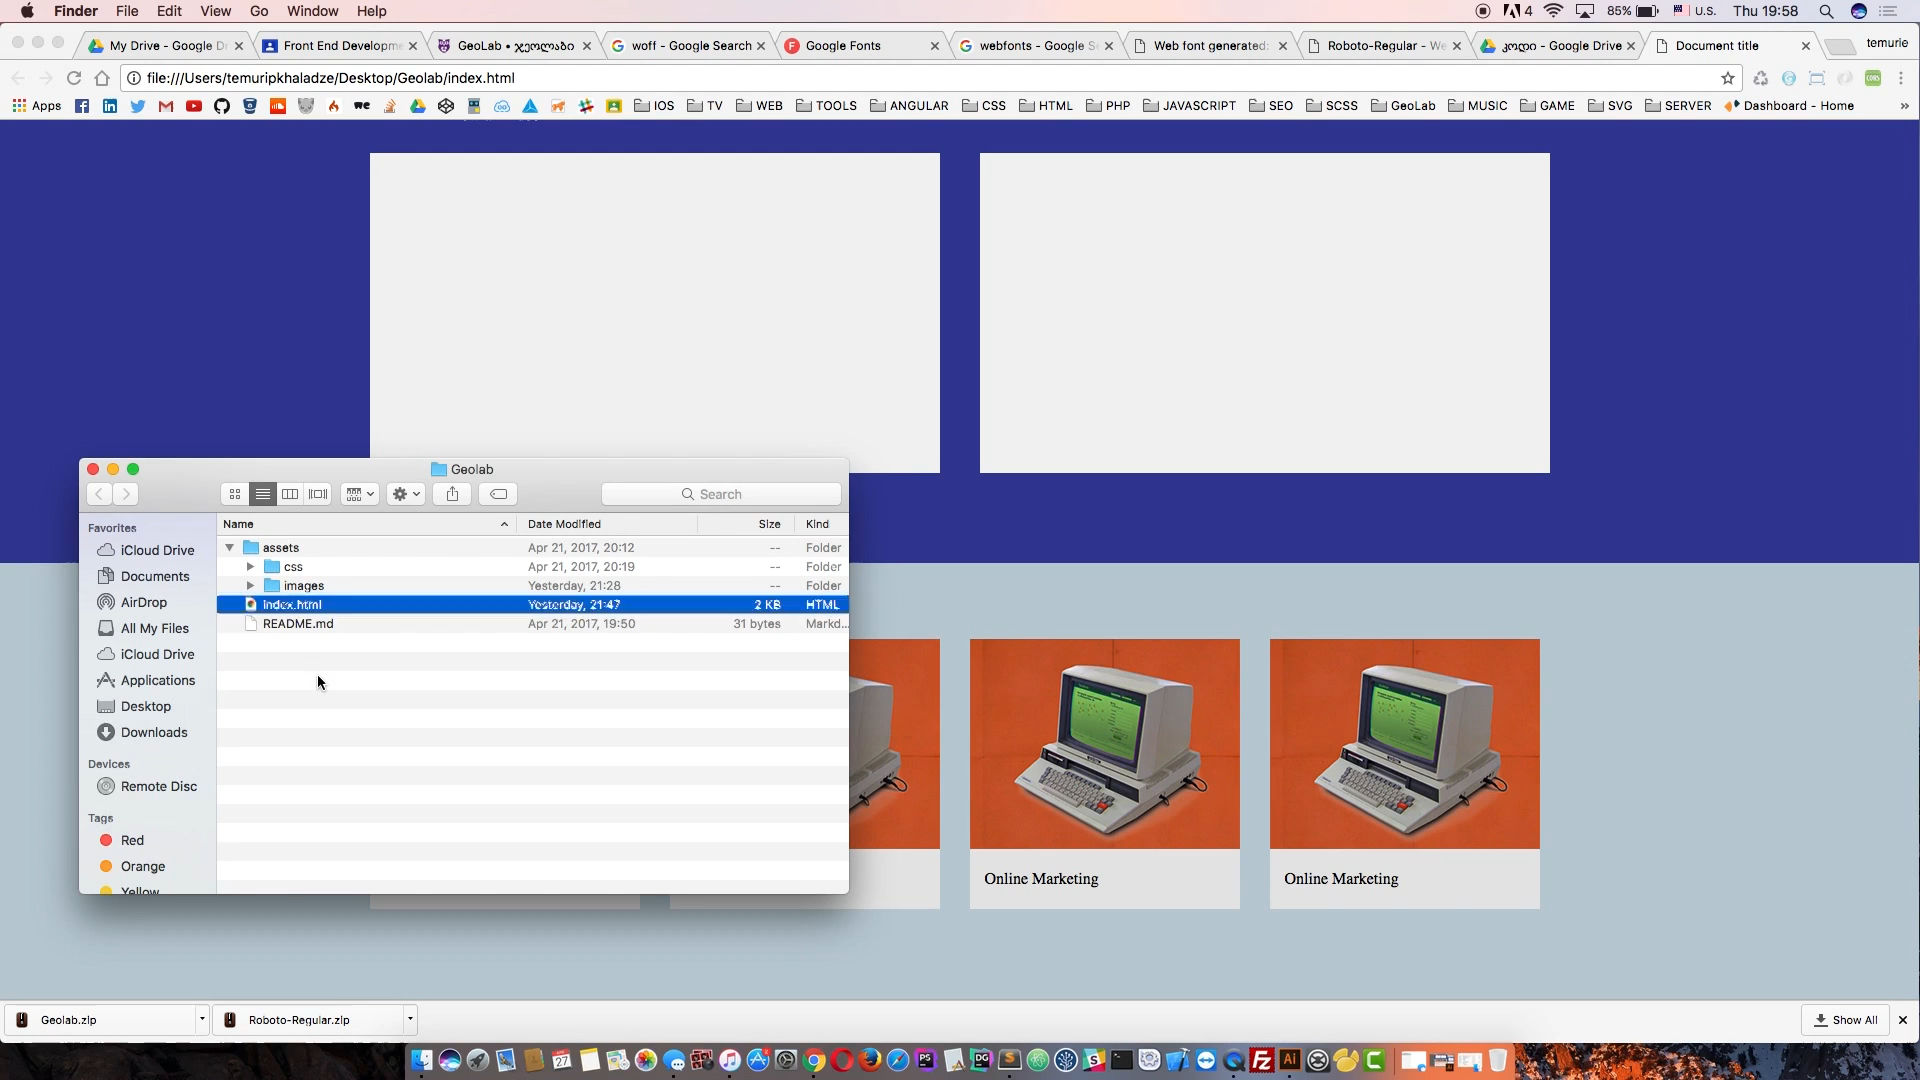 Finder File Edit View Go Window Help 4 85% U.S. Thu 19:58
My Drive - Google Dr Front End Developme GeoLab • ჯეოლაბი woff - Google Search Google Fonts webfonts - Google Se Web font generated: Roboto-Regular - We კოდი - Google Drive Document title temurie
file:///Users/temuripkhaladze/Desktop/Geolab/index.html
Apps IOS TV WEB TOOLS ANGULAR CSS HTML PHP JAVASCRIPT SEO SCSS GeoLab MUSIC GAME SVG SERVER Dashboard - Home »
Geolab
Search
Favorites
iCloud Drive
Documents
AirDrop
All My Files
iCloud Drive
Applications
Desktop
Downloads
Devices
Remote Disc
Tags
Red
Orange
Yellow
Name Date Modified Size Kind
assets Apr 21, 2017, 20:12 -- Folder
css Apr 21, 2017, 20:19 -- Folder
images Yesterday, 21:28 -- Folder
index.html Yesterday, 21:47 2 KB HTML
README.md Apr 21, 2017, 19:50 31 bytes Markd...
Online Marketing
Online Marketing
Geolab.zip Roboto-Regular.zip Show All